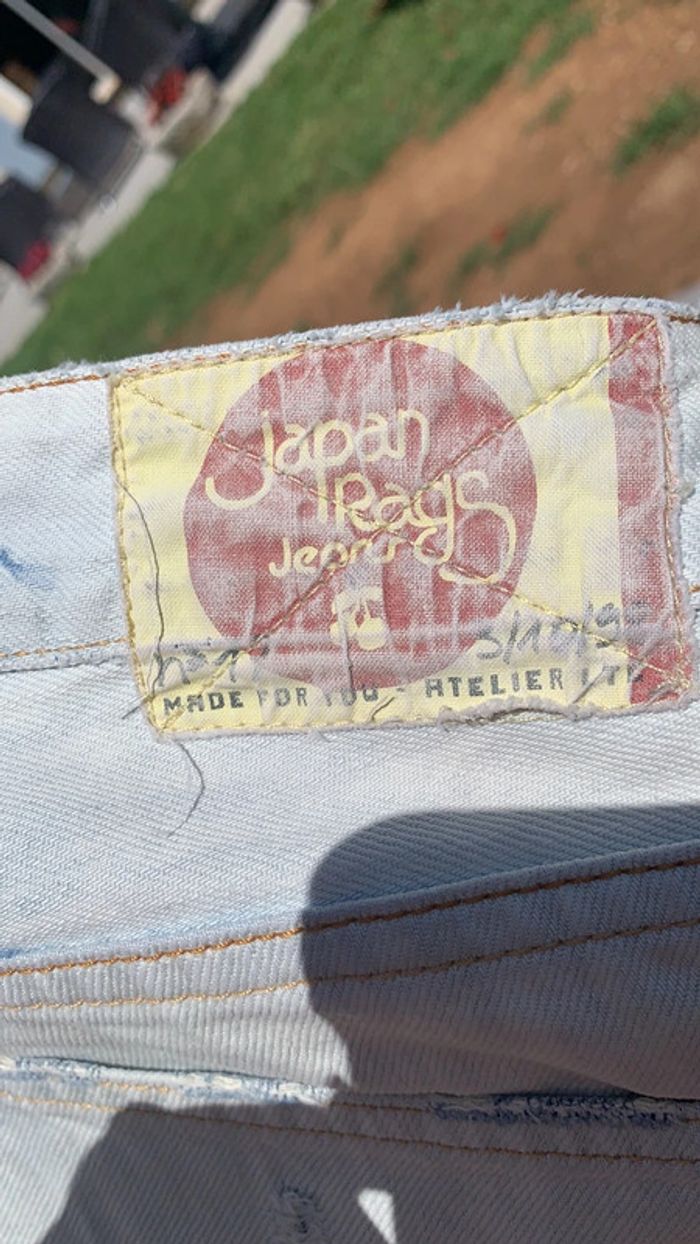 Japan
Rags
Jeans
MADE FOR YOU - ATELIER LTD